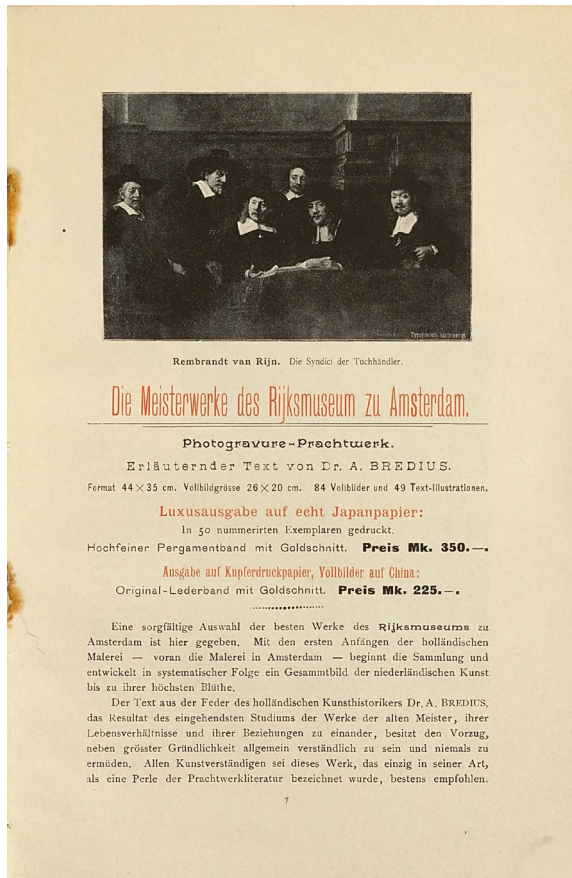 Rembrandt van Rijn. Die Syndici der Tuchhändler.
Die Meisterwerke des Rijksmuseum zu Amsterdam.
Photogravure-Prachtwerk.
Erläuternder Text von Dr. A. BREDIUS.
Format 44×35 cm. Vollbildgrösse 26×20 cm. 84 Vollbilder und 49 Text-Illustrationen.
Luxusausgabe auf echt Japanpapier:
In 50 nummerirten Exemplaren gedruckt.
Hochfeiner Pergamentband mit Goldschnitt. Preis Mk. 350.—.
Ausgabe auf Kupferdruckpapier, Vollbilder auf China:
Original-Lederband mit Goldschnitt. Preis Mk. 225.—.
Eine sorgfältige Auswahl der besten Werke des Rijksmuseums zu
Amsterdam ist hier gegeben. Mit den ersten Anfängen der holländischen
Malerei — voran die Malerei in Amsterdam — beginnt die Sammlung und
entwickelt in systematischer Folge ein Gesammtbild der niederländischen Kunst
bis zu ihrer höchsten Blüthe.
Der Text aus der Feder des holländischen Kunsthistorikers Dr. A. BREDIUS,
das Resultat des eingehendsten Studiums der Werke der alten Meister, ihrer
Lebensverhältnisse und ihrer Beziehungen zu einander, besitzt den Vorzug,
neben grösster Gründlichkeit allgemein verständlich zu sein und niemals zu
ermüden. Allen Kunstverständigen sei dieses Werk, das einzig in seiner Art,
als eine Perle der Prachtwerkliteratur bezeichnet wurde, bestens empfohlen.
7